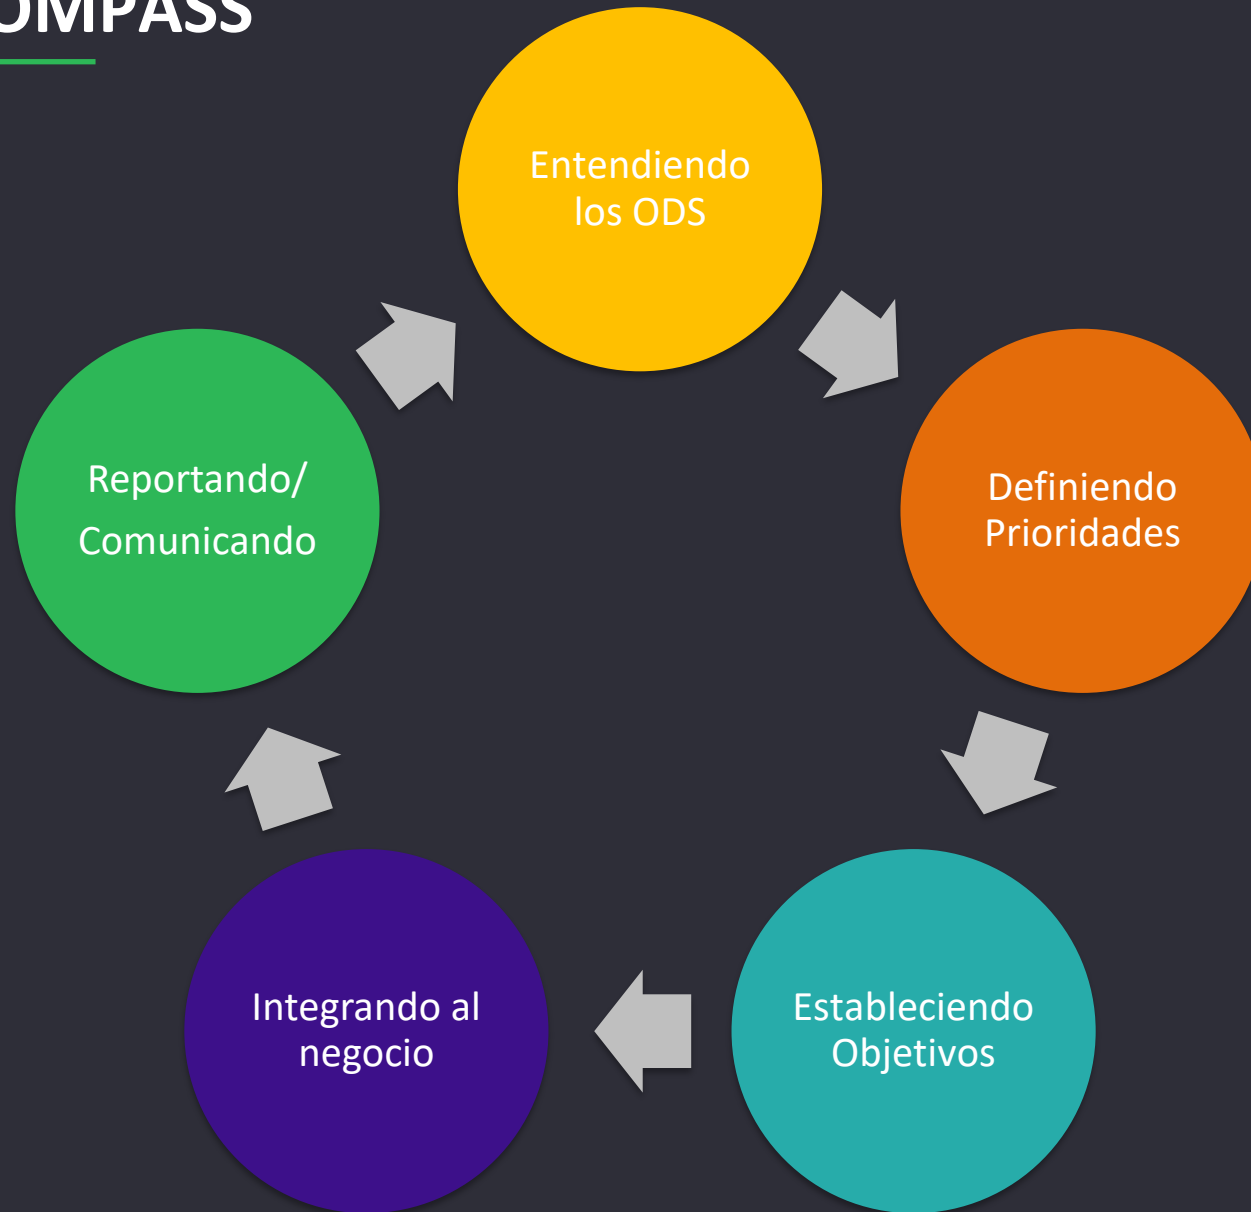 OMPASS
Entendiendo
los ODS
Definiendo
Prioridades
Estableciendo
Objetivos
Integrando al
negocio
Reportando/
Comunicando